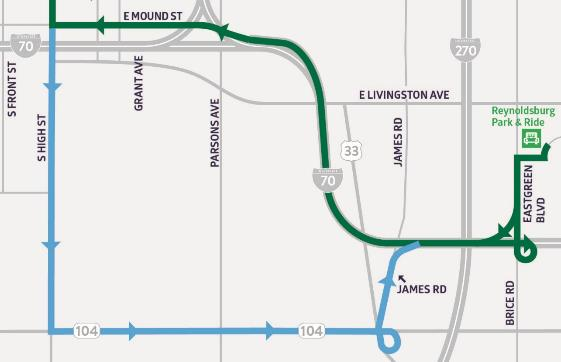 E MOUND ST
70
270
S FRONT ST
GRANT AVE
E LIVINGSTON AVE
Reynoldsburg
Park & Ride
S HIGH ST
PARSONS AVE
JAMES RD
33
70
EASTGREEN
BLVD
JAMES RD
BRICE RD
104
104